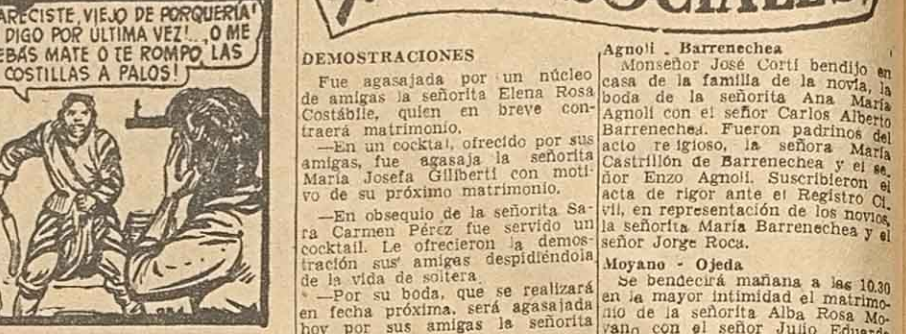 ARECISTE, VIEJO DE PORQUERIA!
DIGO POR ULTIMA VEZ!...¡O ME
EBÁS MATE O TE ROMPO LAS
COSTILLAS A PALOS!
SOCIALES
DEMOSTRACIONES
Fue agasajada por un núcleo
de amigas la señorita Elena Rosa
Costábile, quien en breve con-
traerá matrimonio.
—En un cocktal, ofrecido por sus
amigas, fue agasaja la señorita
María Josefa Giliberti con moti-
vo de su próximo matrimonio.
—En obsequio de la señorita Sa-
ra Carmen Pérez fue servido un
cocktail. Le ofrecieron la demos-
tración sus amigas despidiéndola
de la vida de soltera.
—Por su boda, que se realizará
en fecha próxima, será agasajada
hoy por sus amigas la señorita
Agnoli - Barrenechea
Monseñor José Corti bendijo en
casa de la familia de la novia, la
boda de la señorita Ana María
Agnoli con el señor Carlos Alberto
Barrenechea. Fueron padrinos del
acto religioso, la señora María
Castrillón de Barrenechea y el se-
ñor Enzo Agnoli. Suscribieron el
acta de rigor ante el Registro Ci-
vil, en representación de los novios,
la señorita María Barrenechea y el
señor Jorge Roca.
Moyano - Ojeda
Se bendecirá mañana a las 10.30
en la mayor intimidad el matrimo-
nio de la señorita Alba Rosa Mo-
yano con el señor Julio Eduardo